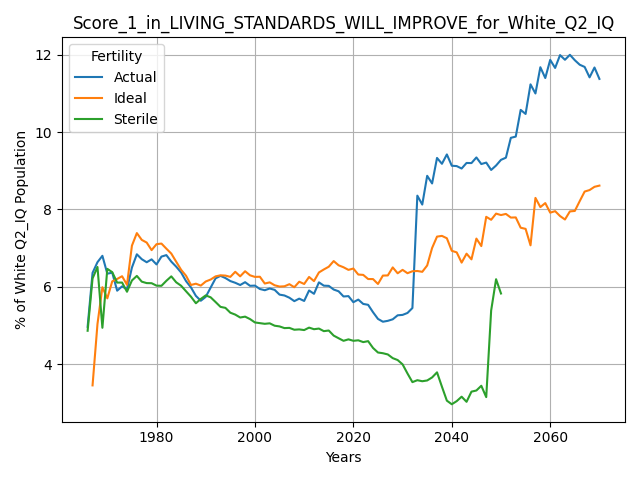 Score_1_in_LIVING_STANDARDS_WILL_IMPROVE_for_White_Q2_IQ
Fertility
Actual
Ideal
Sterile
% of White Q2_IQ Population
12
10
8
6
4
1980 2000 2020 2040 2060
Years